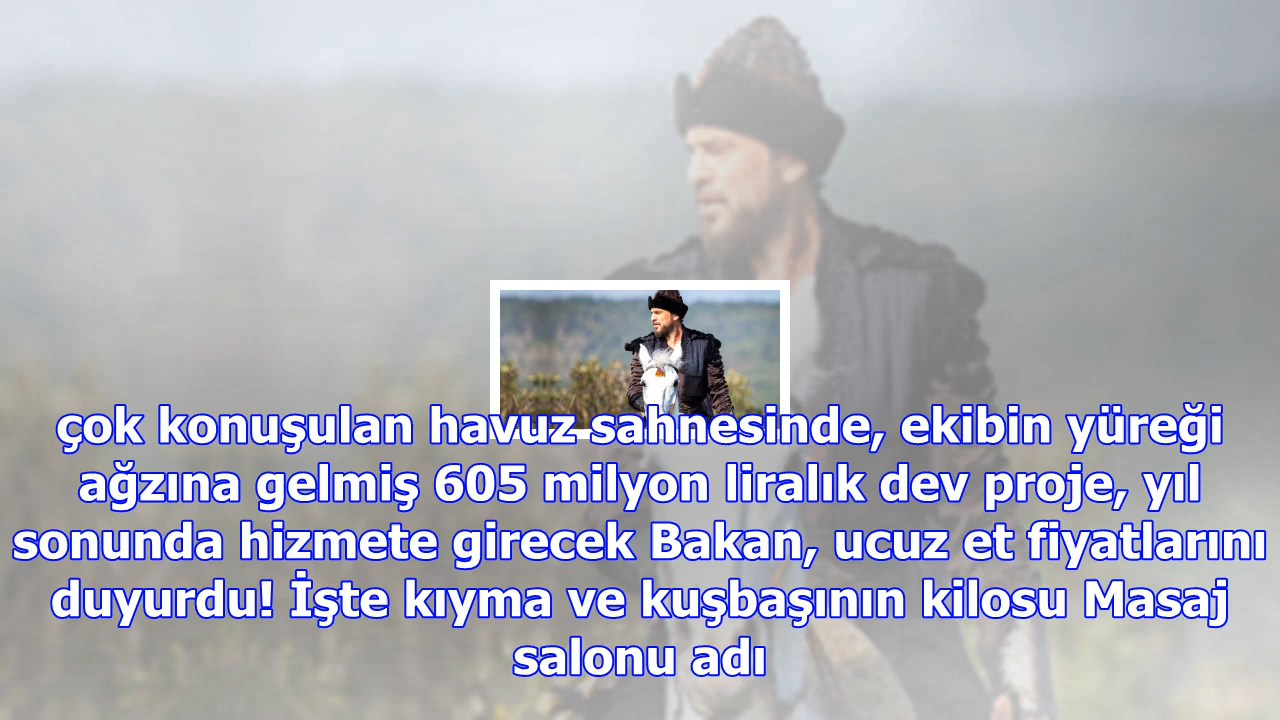 çok konuşulan havuz sahnesinde, ekibin yüreği
ağzına gelmiş 605 milyon liralık dev proje, yıl
sonunda hizmete girecek Bakan, ucuz et fiyatlarını
duyurdu! İşte kıyma ve kuşbaşının kilosu Masaj
salonu adı